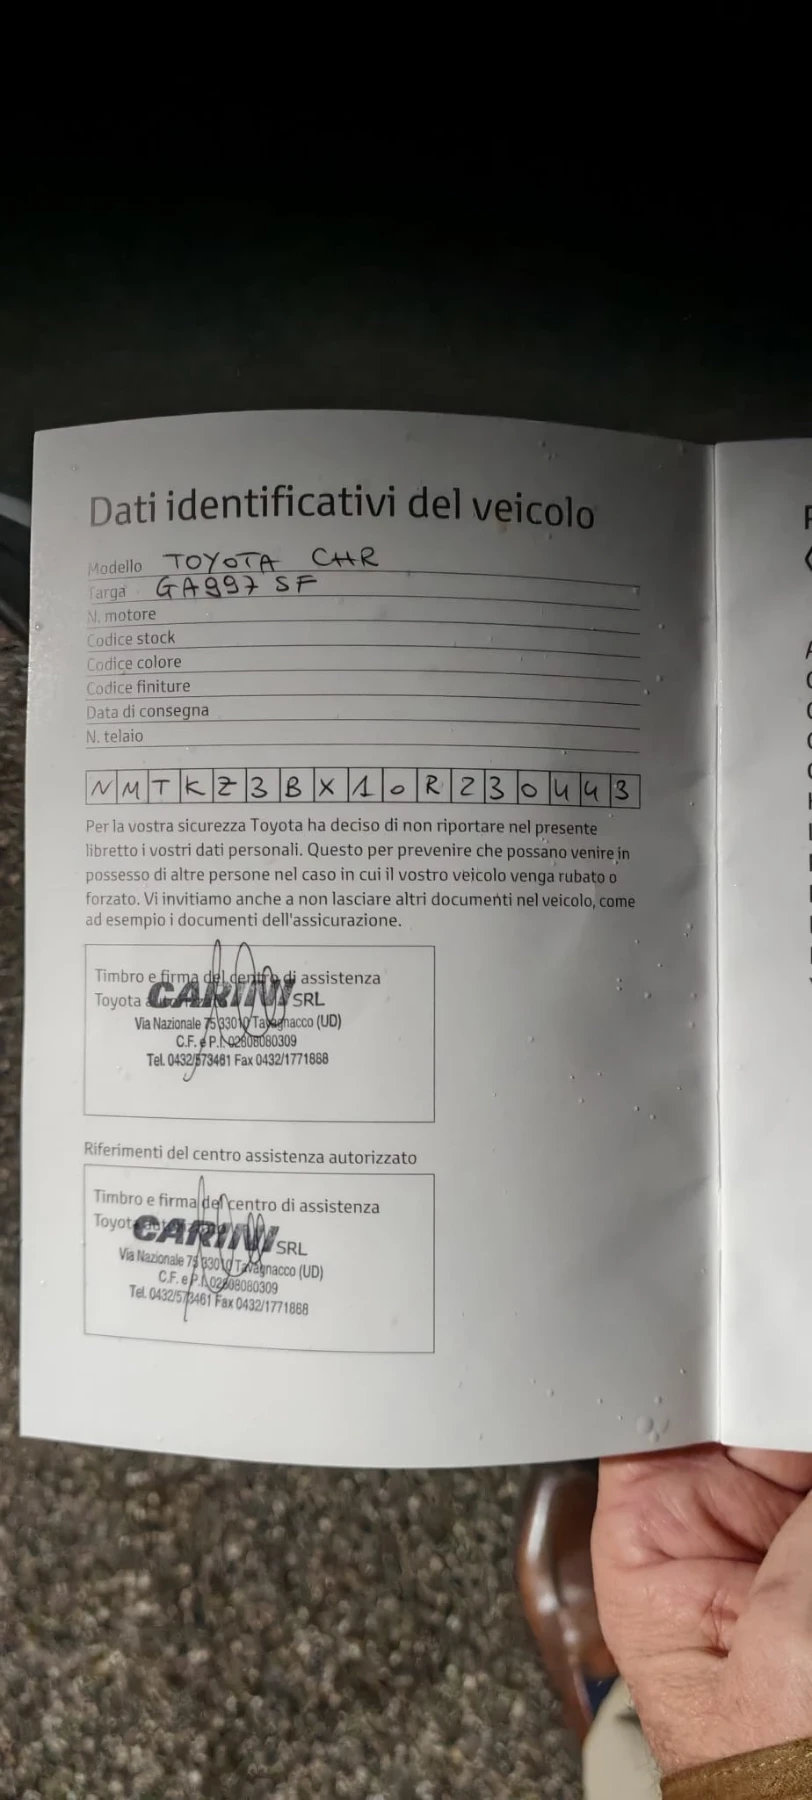 Dati identificativi del veicolo
Modello TOYOTA CHR
Targa GA997SF
N. motore
Codice stock
Codice colore
Codice finiture
Data di consegna
N. telaio
NMTKZ3BX10R230443
Per la vostra sicurezza Toyota ha deciso di non riportare nel presente
libretto i vostri dati personali. Questo per prevenire che possano venire in
possesso di altre persone nel caso in cui il vostro veicolo venga rubato o
forzato. Vi invitiamo anche a non lasciare altri documenti nel veicolo, come
ad esempio i documenti dell'assicurazione.
Timbro e firma del centro di assistenza
Toyota autorizzato
CARINI SRL
Via Nazionale 75 33010 Tavagnacco (UD)
C.F. e P.I. 02808080309
Tel. 0432/573461 Fax 0432/1771868
Riferimenti del centro assistenza autorizzato
Timbro e firma del centro di assistenza
Toyota autorizzato
CARINI SRL
Via Nazionale 75 33010 Tavagnacco (UD)
C.F. e P.I. 02808080309
Tel. 0432/573461 Fax 0432/1771868